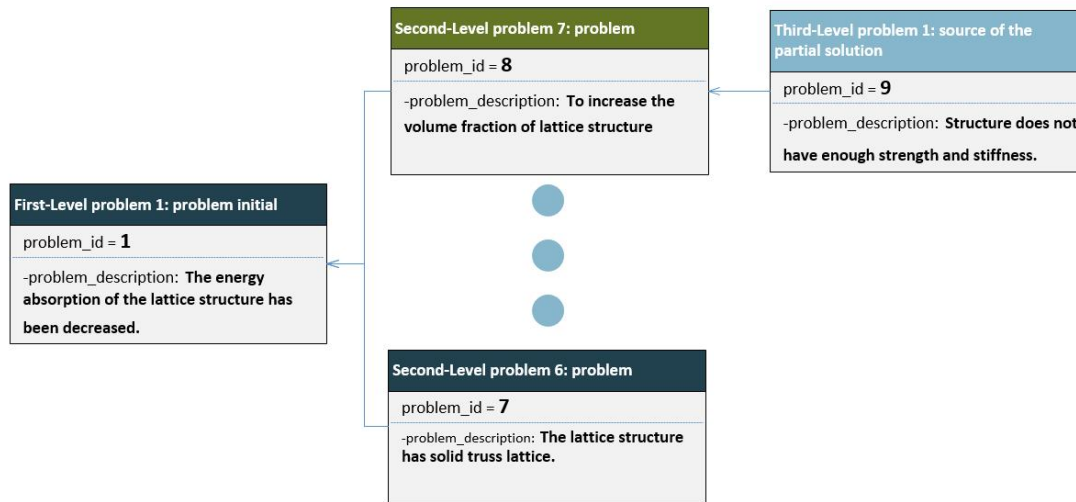 Second-Level problem 7: problem
problem_id = 8
-problem_description: To increase the
volume fraction of lattice structure
Third-Level problem 1: source of the
partial solution
problem_id = 9
-problem_description: Structure does not
have enough strength and stiffness.
First-Level problem 1: problem initial
problem_id = 1
-problem_description: The energy
absorption of the lattice structure has
been decreased.
Second-Level problem 6: problem
problem_id = 7
-problem_description: The lattice structure
has solid truss lattice.